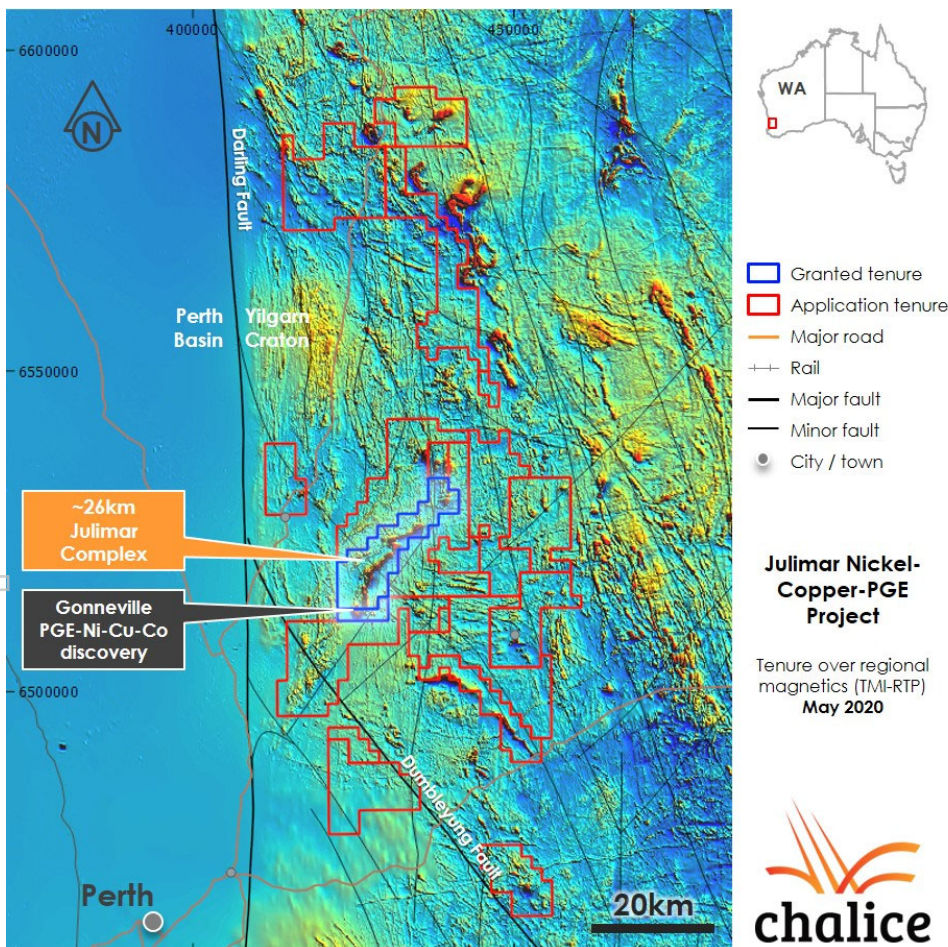 400000
450000
6600000
6550000
6500000
N
Darling Fault
Perth
Basin
Yilgarn
Craton
~26km
Julimar
Complex
Gonneville
PGE-Ni-Cu-Co
discovery
Dumbleyung Fault
Perth
20km
WA
Granted tenure
Application tenure
Major road
Rail
Major fault
Minor fault
City / town
Julimar Nickel-
Copper-PGE
Project
Tenure over regional
magnetics (TMI-RTP)
May 2020
chalice